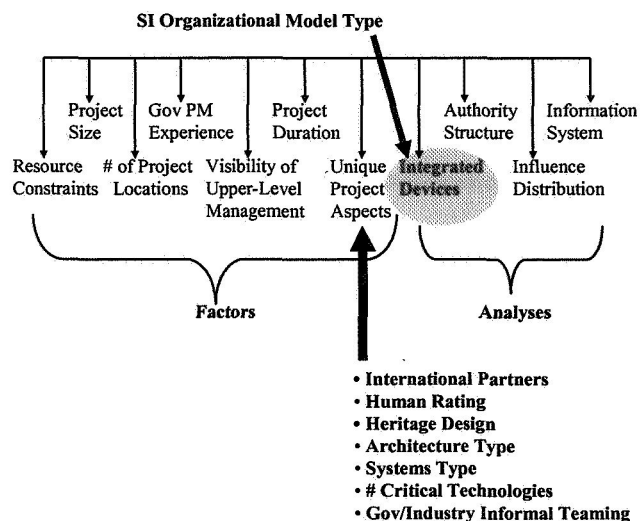 SI Organizational Model Type
Project
Size
Gov PM
Experience
Project
Duration
Authority
Structure
Information
System
Resource
Constraints
# of Project
Locations
Visibility of
Upper-Level
Management
Unique
Project
Aspects
Integrated
Devices
Influence
Distribution
Factors
Analyses
• International Partners
• Human Rating
• Heritage Design
• Architecture Type
• Systems Type
• # Critical Technologies
• Gov/Industry Informal Teaming